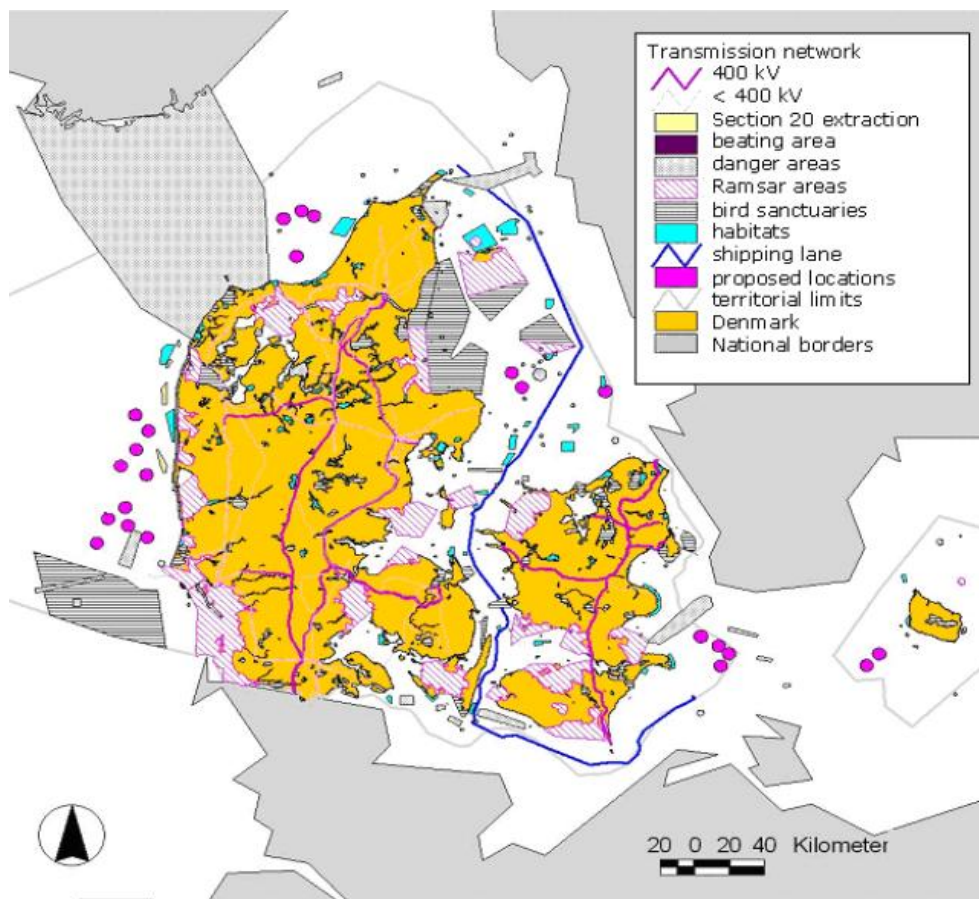 Transmission network
400 kV
< 400 kV
Section 20 extraction
beating area
danger areas
Ramsar areas
bird sanctuaries
habitats
shipping lane
proposed locations
territorial limits
Denmark
National borders
20 0 20 40 Kilometer